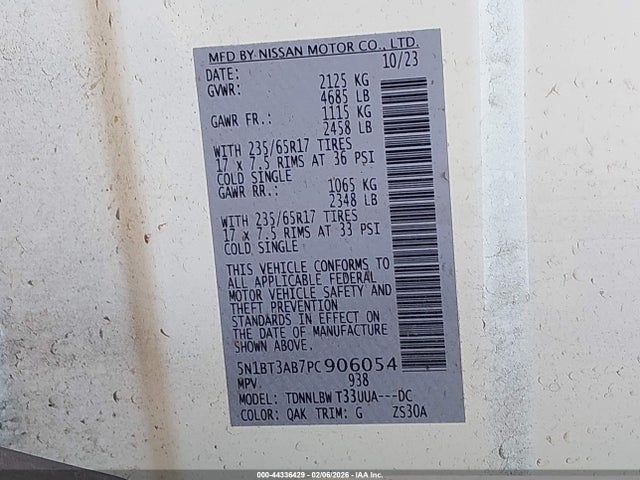 MFD BY NISSAN MOTOR CO., LTD.
DATE: 10/23
GVWR: 2125 KG
4685 LB
GAWR FR.: 1115 KG
2458 LB
WITH 235/65R17 TIRES
17 x 7.5 RIMS AT 36 PSI
COLD SINGLE
GAWR RR.: 1065 KG
2348 LB
WITH 235/65R17 TIRES
17 x 7.5 RIMS AT 33 PSI
COLD SINGLE
THIS VEHICLE CONFORMS TO
ALL APPLICABLE FEDERAL
MOTOR VEHICLE SAFETY AND
THEFT PREVENTION
STANDARDS IN EFFECT ON
THE DATE OF MANUFACTURE
SHOWN ABOVE.
5N1BT3AB7PC906054
MPV 938
MODEL: TDNNLBW T33UUA---DC
COLOR: QAK TRIM: G ZS30A
000-44336429 - 02/06/2026 - IAA, Inc.